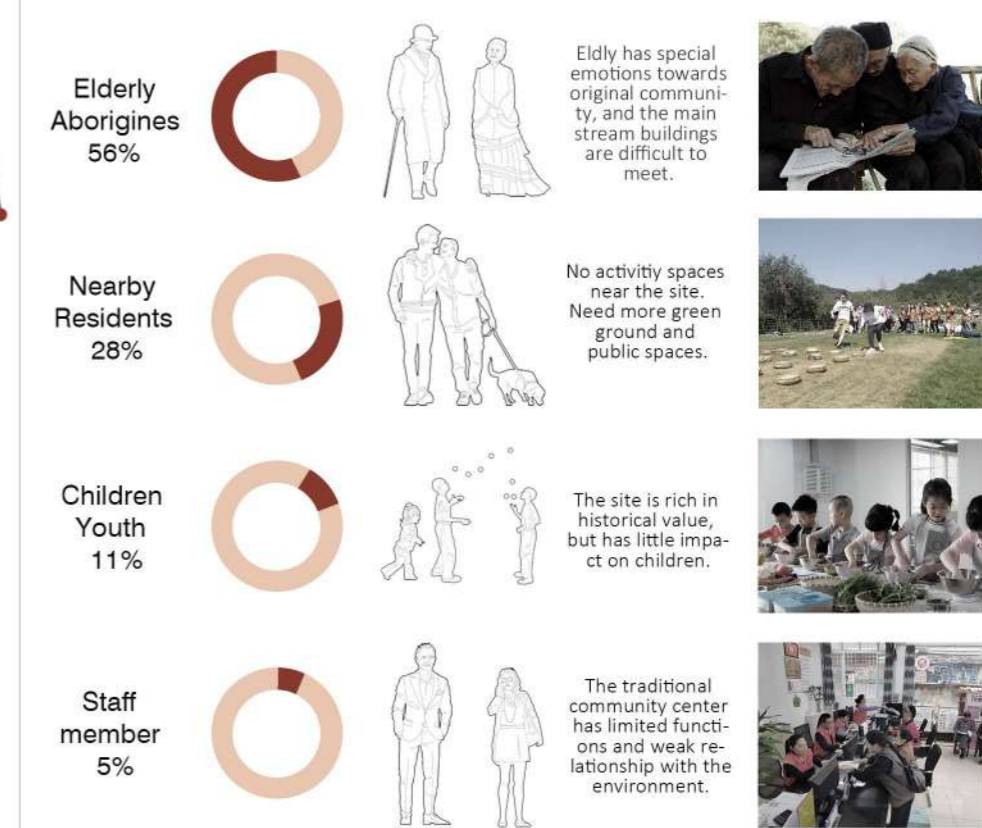 Elderly
Aborigines
56%
Eldly has special
emotions towards
original communi-
ty, and the main
stream buildings
are difficult to
meet.
Nearby
Residents
28%
No activitiy spaces
near the site.
Need more green
ground and
public spaces.
Children
Youth
11%
The site is rich in
historical value,
but has little impa-
ct on children.
Staff
member
5%
The traditional
community center
has limited functi-
ons and weak re-
lationship with the
environment.